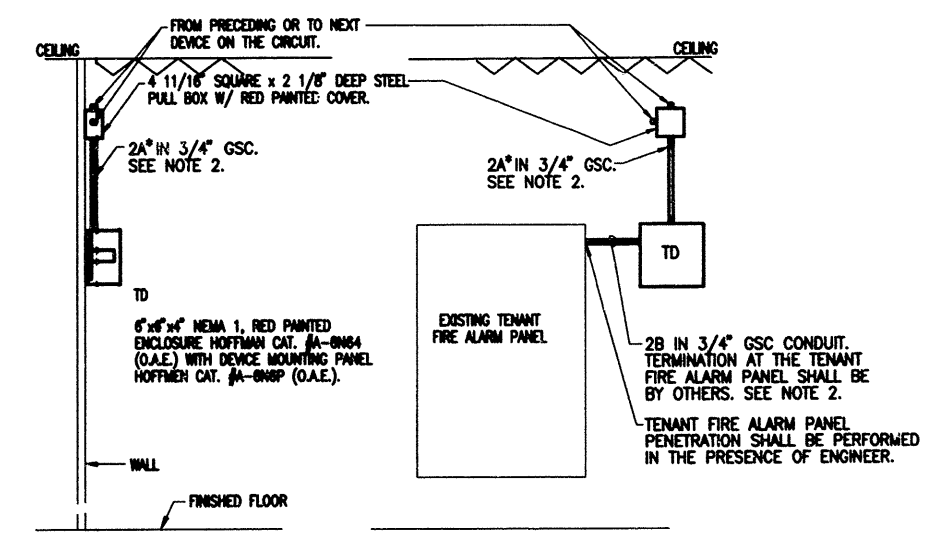 FROM PRECEDING OR TO NEXT
DEVICE ON THE CIRCUIT.
CEILING
CEILING
4 11/16" SQUARE x 2 1/8" DEEP STEEL
PULL BOX W/ RED PAINTED COVER.
2A* IN 3/4" GSC.
SEE NOTE 2.
2A* IN 3/4" GSC.
SEE NOTE 2.
TD
TD
6"x6"x4" NEMA 1, RED PAINTED
ENCLOSURE HOFFMAN CAT. #A-6N64
(O.A.E.) WITH DEVICE MOUNTING PANEL
HOFFMEN CAT. #A-6N6P (O.A.E.).
EXISTING TENANT
FIRE ALARM PANEL
2B IN 3/4" GSC CONDUIT.
TERMINATION AT THE TENANT
FIRE ALARM PANEL SHALL BE
BY OTHERS. SEE NOTE 2.
TENANT FIRE ALARM PANEL
PENETRATION SHALL BE PERFORMED
IN THE PRESENCE OF ENGINEER.
WALL
FINISHED FLOOR